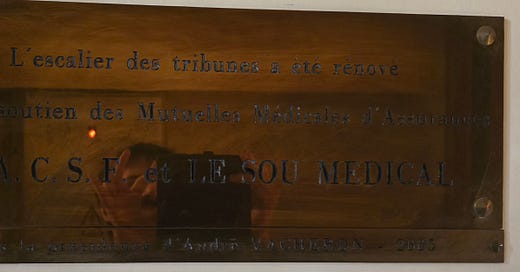 L'escalier des tribunes a été rénové
soutien des Mutuelles Médicales d'Assurances
A.C.S.F et LE SOU MEDICAL
la présidence d'André